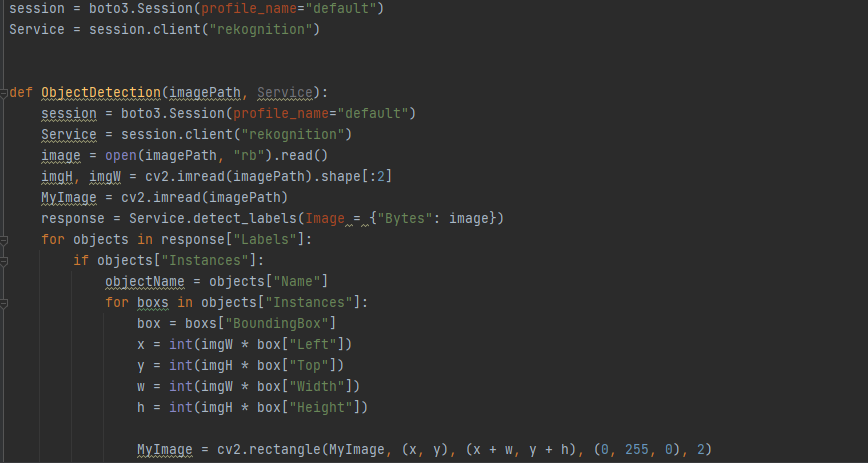 session = boto3.Session(profile_name="default")
Service = session.client("rekognition")
def ObjectDetection(imagePath, Service):
    session = boto3.Session(profile_name="default")
    Service = session.client("rekognition")
    image = open(imagePath, "rb").read()
    imgH, imgW = cv2.imread(imagePath).shape[:2]
    MyImage = cv2.imread(imagePath)
    response = Service.detect_labels(Image = {"Bytes": image})
    for objects in response["Labels"]:
        if objects["Instances"]:
            objectName = objects["Name"]
            for boxs in objects["Instances"]:
                box = boxs["BoundingBox"]
                x = int(imgW * box["Left"])
                y = int(imgH * box["Top"])
                w = int(imgW * box["Width"])
                h = int(imgH * box["Height"])
                MyImage = cv2.rectangle(MyImage, (x, y), (x + w, y + h), (0, 255, 0), 2)